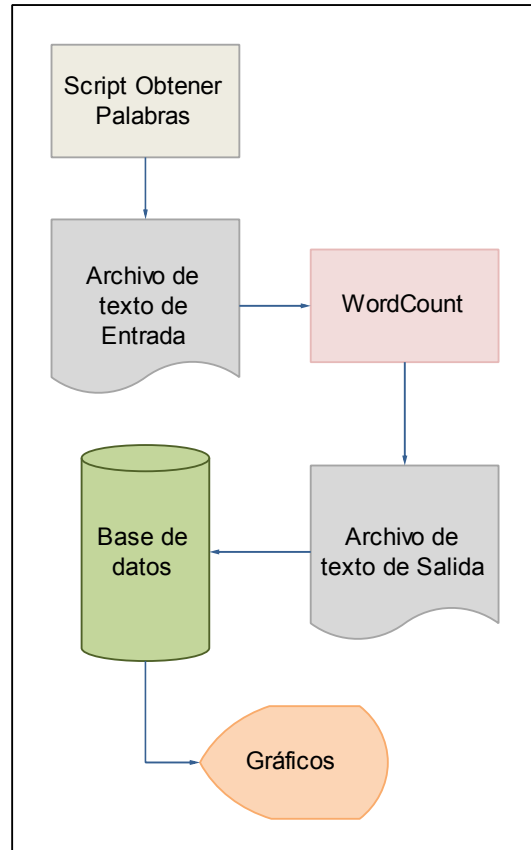 Script Obtener
Palabras
Archivo de
texto de
Entrada
WordCount
Archivo de
texto de Salida
Base de
datos
Gráficos